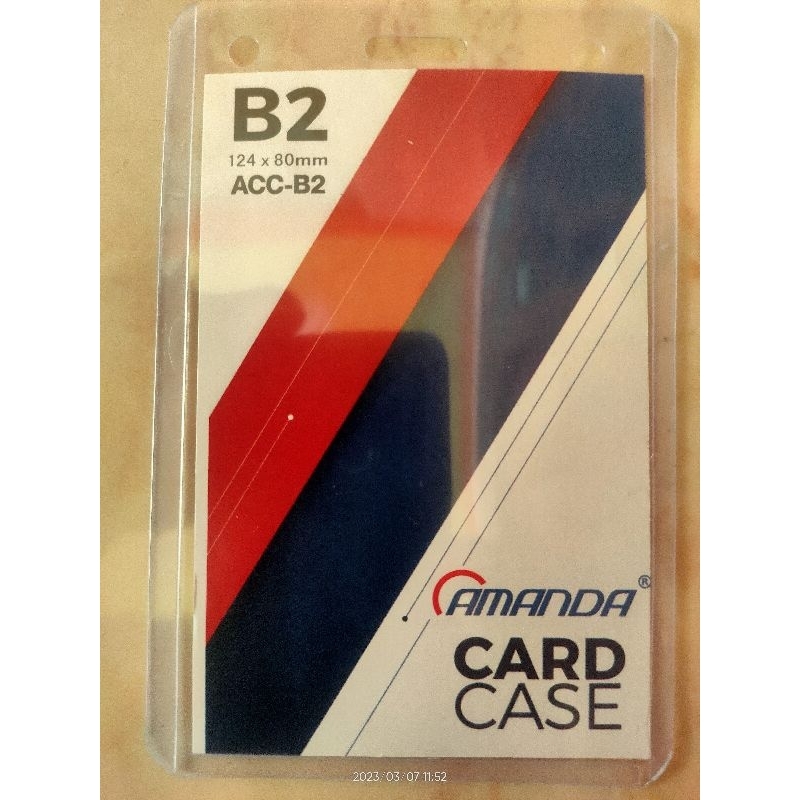 B2
124 x 80mm
ACC-B2
AMANDA®
CARD
CASE
2023/03/07 11:52